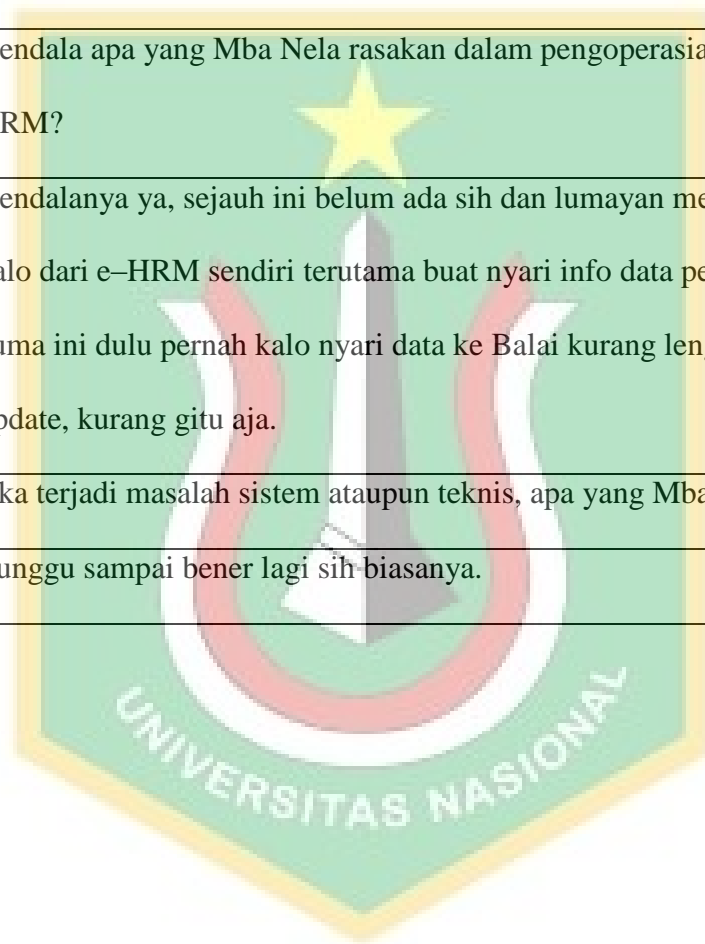 endala apa yang Mba Nela rasakan dalam pengoperasia
RM?
endalanya ya, sejauh ini belum ada sih dan lumayan me
alo dari e–HRM sendiri terutama buat nyari info data pe
uma ini dulu pernah kalo nyari data ke Balai kurang len
pdate, kurang gitu aja.
ka terjadi masalah sistem ataupun teknis, apa yang Mba
unggu sampai bener lagi sih biasanya.
UNIVERSITAS NASIONAL